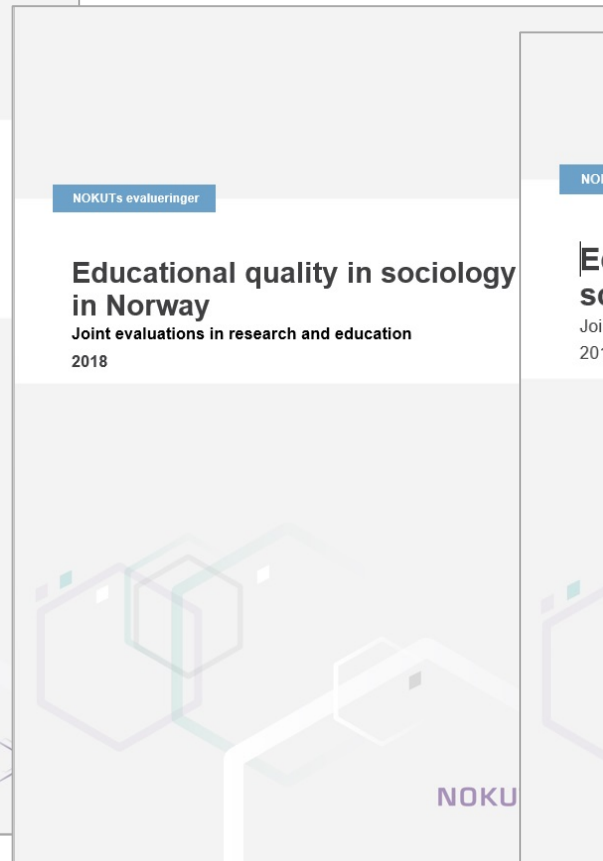 NOKUTs evalueringer
Educational quality in sociology
in Norway
Joint evaluations in research and education
2018
NOKU